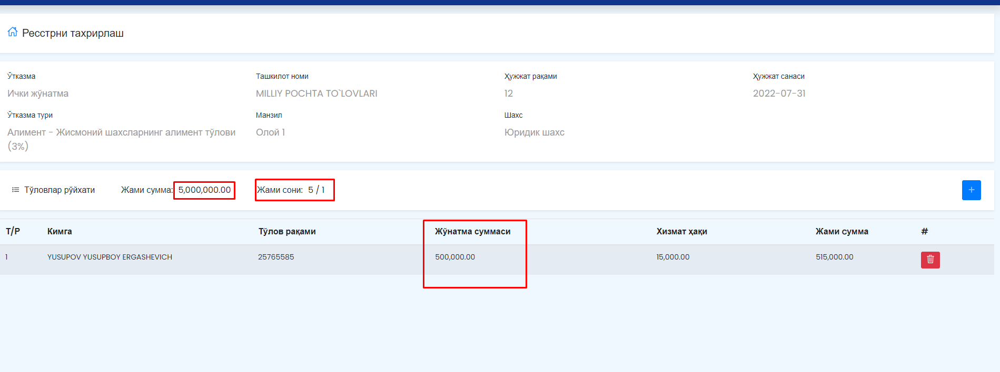 Ресстрни тахрирлаш
Ўтказма
Ташкилот номи
Ҳужжат рақами
Ҳужжат санаси
Ички жўнатма
MILLIY POCHTA TO`LOVLARI
12
2022-07-31
Ўтказма тури
Манзил
Шахс
Алимент - Жисмоний шахсларнинг алимент тўлови
(3%)
Олой 1
Юридик шахс
Тўловлар рўйхати
Жами сумма: 5,000,000.00
Жами сони: 5 / 1
+
Т/Р
Кимга
Тўлов рақами
Жўнатма суммаси
Хизмат ҳақи
Жами сумма
#
1
YUSUPOV YUSUPBOY ERGASHEVICH
25765585
500,000.00
15,000.00
515,000.00